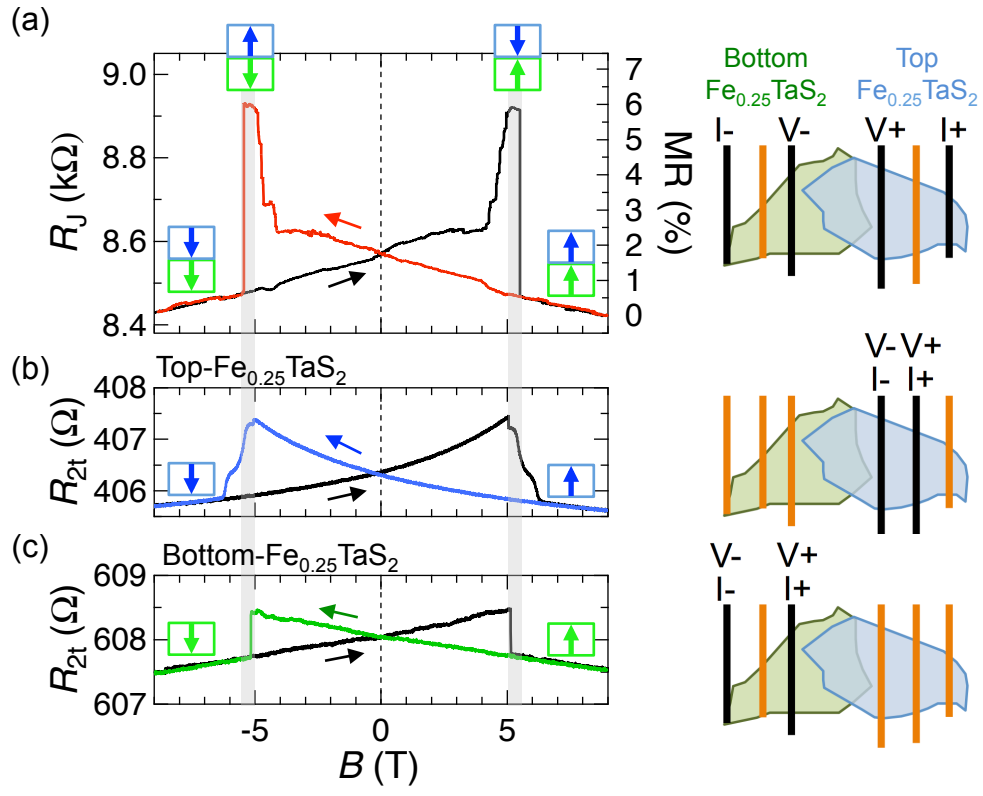 (a)
9.0
8.8
8.6
8.4
R_J (kΩ)
7
6
5
4
3
2
1
0
MR (%)
Bottom
Fe₀.₂₅TaS₂
Top
Fe₀.₂₅TaS₂
I- V- V+ I+
(b)
Top-Fe₀.₂₅TaS₂
408
407
406
R₂ₜ (Ω)
V- V+
I- I+
(c)
Bottom-Fe₀.₂₅TaS₂
609
608
607
R₂ₜ (Ω)
V- V+
I- I+
-5 0 5
B (T)